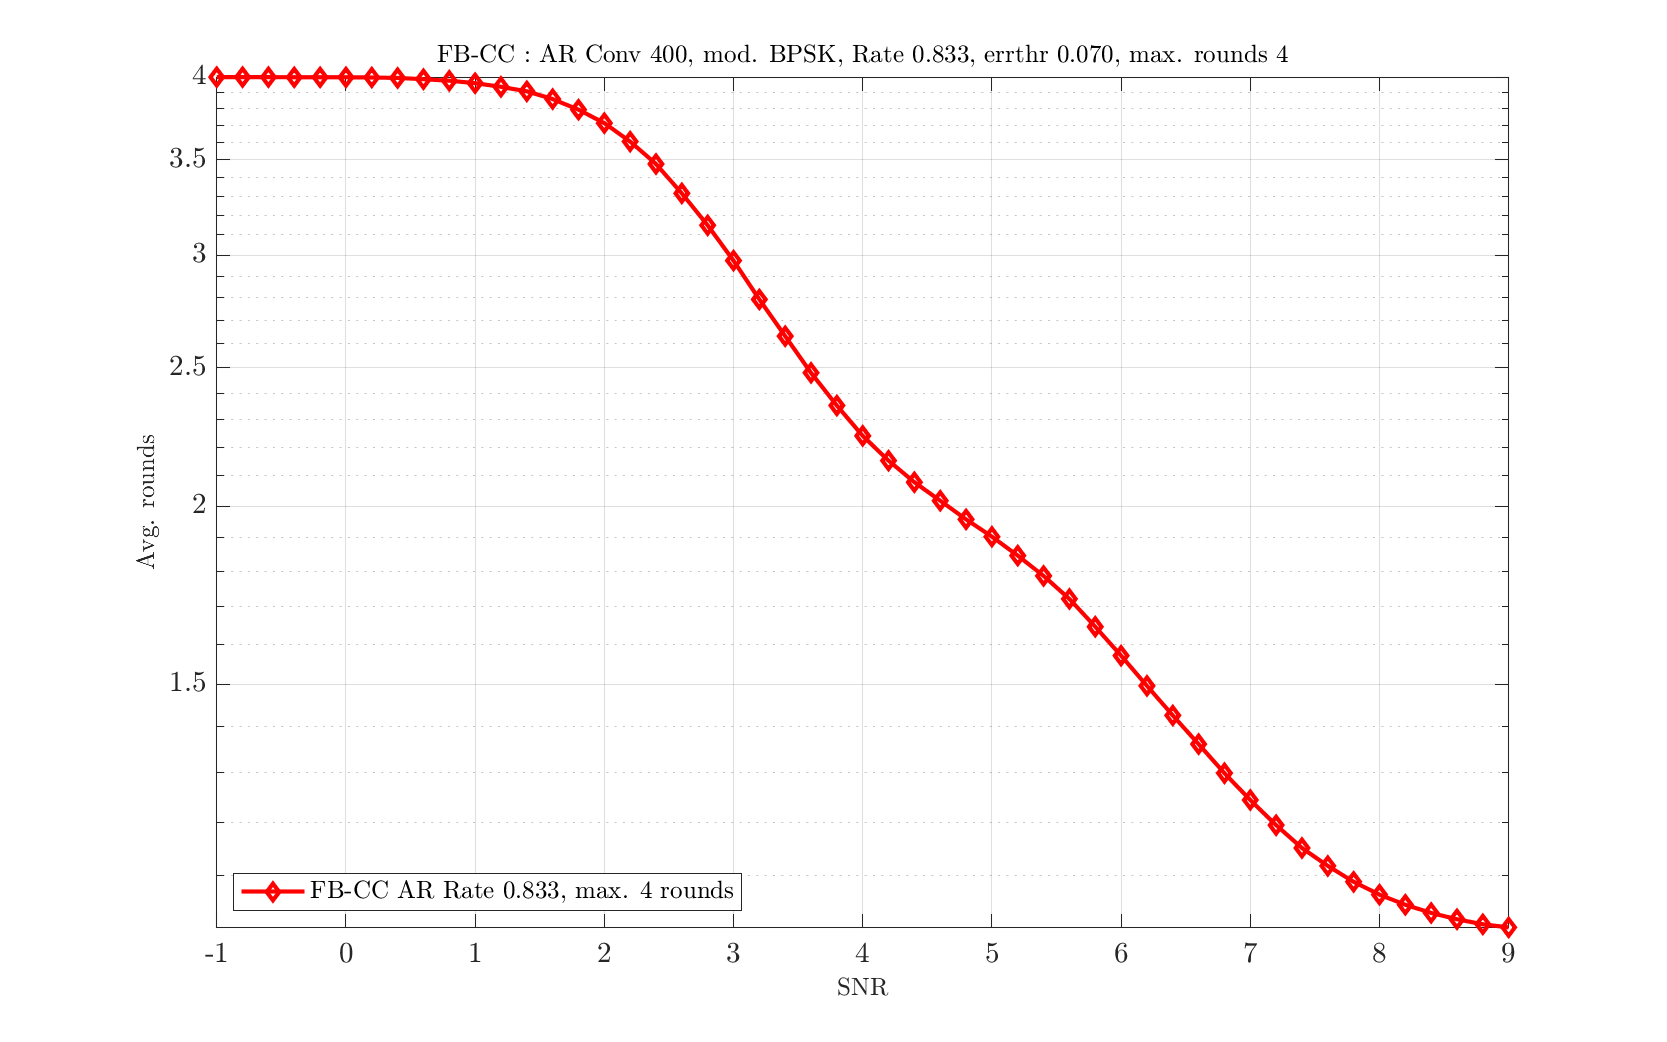 FB-CC : AR Conv 400, mod. BPSK, Rate 0.833, errthr 0.070, max. rounds 4
4
3.5
3
2.5
2
1.5
Avg. rounds
FB-CC AR Rate 0.833, max. 4 rounds
-1 0 1 2 3 4 5 6 7 8 9
SNR